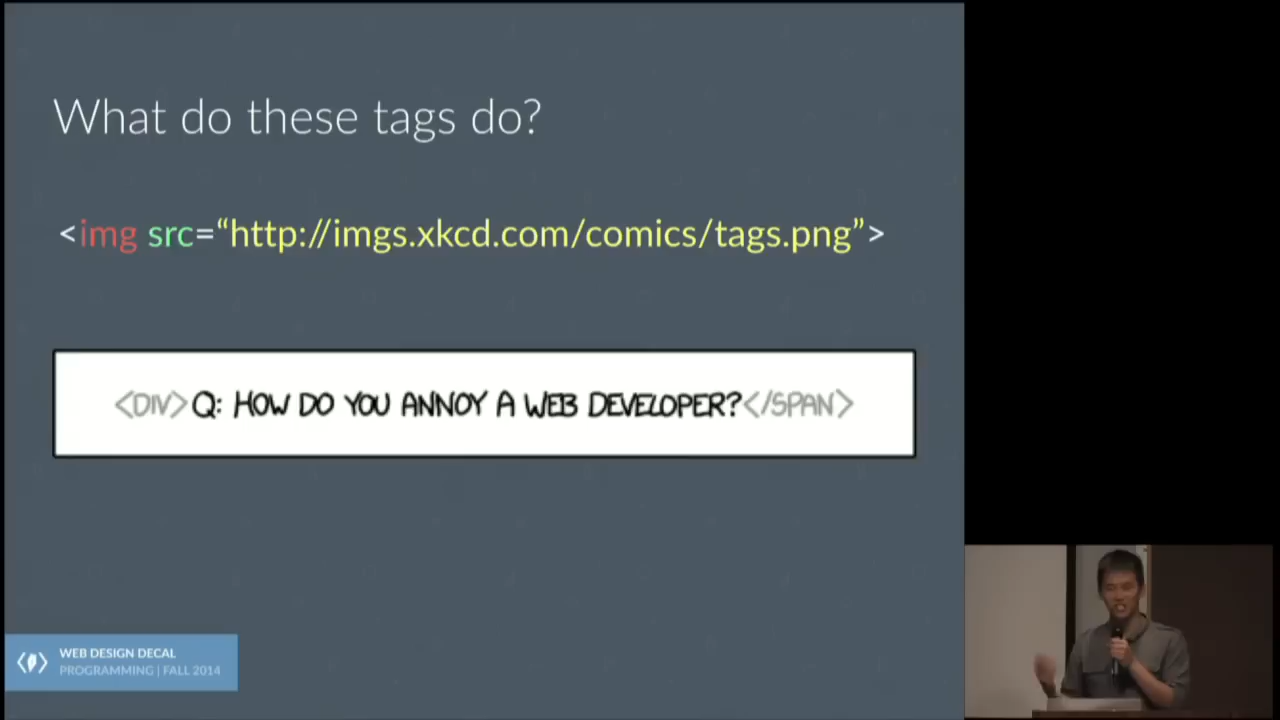 What do these tags do?
<img src=“http://imgs.xkcd.com/comics/tags.png”>
<DIV>Q: HOW DO YOU ANNOY A WEB DEVELOPER?</SPAN>
WEB DESIGN DECAL
PROGRAMMING | FALL 2014